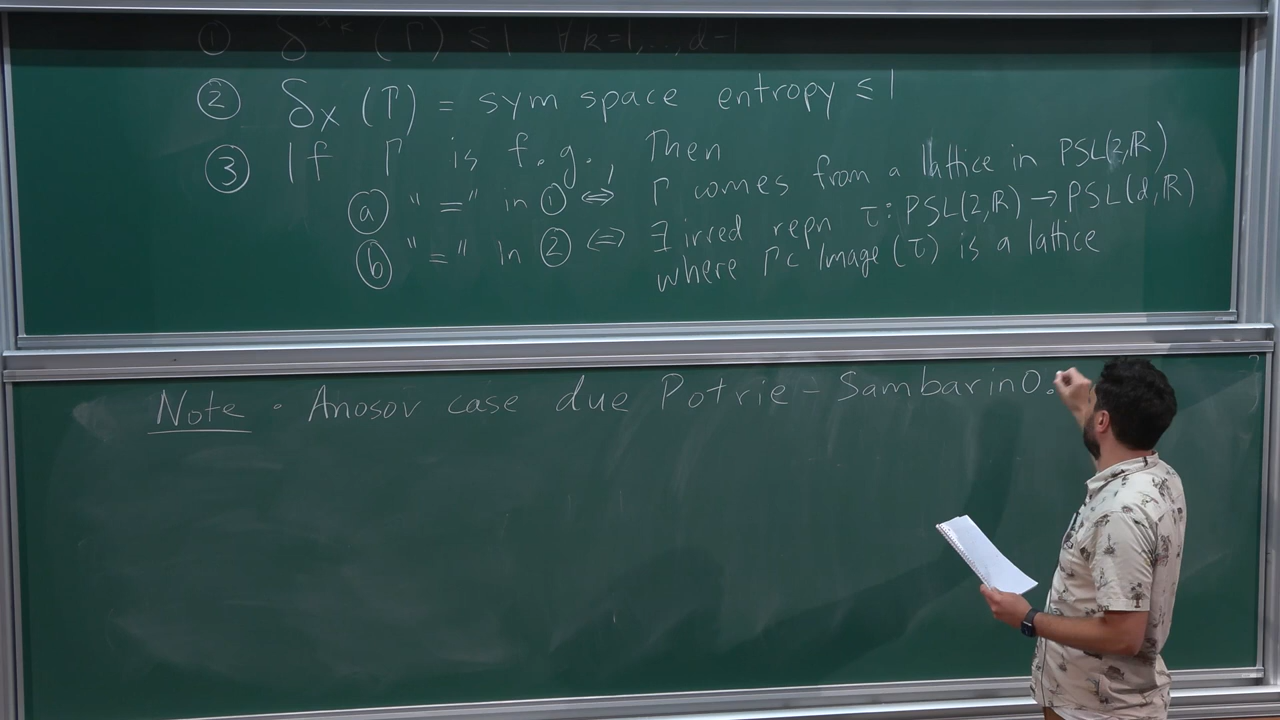 ① δ^{αk} (Γ) ≤ 1 ∀ k=1,...,d-1
② δ_X (Γ) = sym space entropy ≤ 1
③ If Γ is f.g., Then
ⓐ "=" in ① ⇔ Γ comes from a lattice in PSL(2,ℝ)
ⓑ "=" in ② ⇔ ∃ irred repn τ: PSL(2,ℝ) → PSL(d,ℝ)
where Γ ⊂ Image(τ) is a lattice
Note · Anosov case due Potrie - Sambarino.